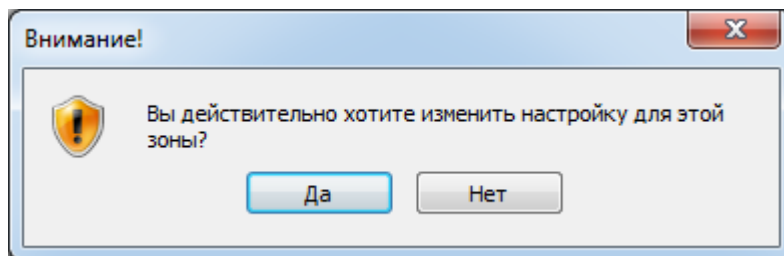 Внимание!
Вы действительно хотите изменить настройку для этой
зоны?
Да Нет